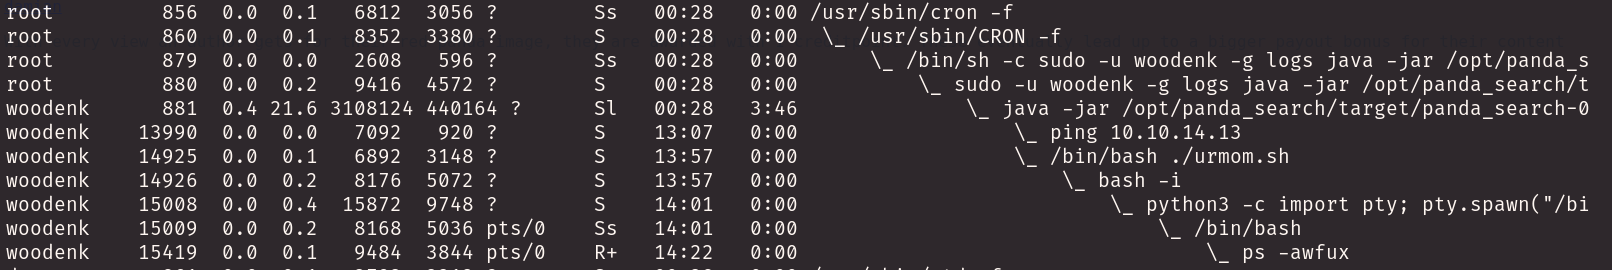 root 856 0.0 0.1 6812 3056 ? Ss 00:28 0:00 /usr/sbin/cron -f
root 860 0.0 0.1 8352 3380 ? S 00:28 0:00 \_ /usr/sbin/CRON -f
root 879 0.0 0.0 2608 596 ? Ss 00:28 0:00 \_ /bin/sh -c sudo -u woodenk -g logs java -jar /opt/panda_s
root 880 0.0 0.2 9416 4572 ? S 00:28 0:00 \_ sudo -u woodenk -g logs java -jar /opt/panda_search/t
woodenk 881 0.4 21.6 3108124 440164 ? Sl 00:28 3:46 \_ java -jar /opt/panda_search/target/panda_search-0
woodenk 13990 0.0 0.0 7092 920 ? S 13:07 0:00 \_ ping 10.10.14.13
woodenk 14925 0.0 0.1 6892 3148 ? S 13:57 0:00 \_ /bin/bash ./urmom.sh
woodenk 14926 0.0 0.2 8176 5072 ? S 13:57 0:00 \_ bash -i
woodenk 15008 0.0 0.4 15872 9748 ? S 14:01 0:00 \_ python3 -c import pty; pty.spawn("/bi
woodenk 15009 0.0 0.2 8168 5036 pts/0 Ss 14:01 0:00 \_ /bin/bash
woodenk 15419 0.0 0.1 9484 3844 pts/0 R+ 14:22 0:00 \_ ps -awfux